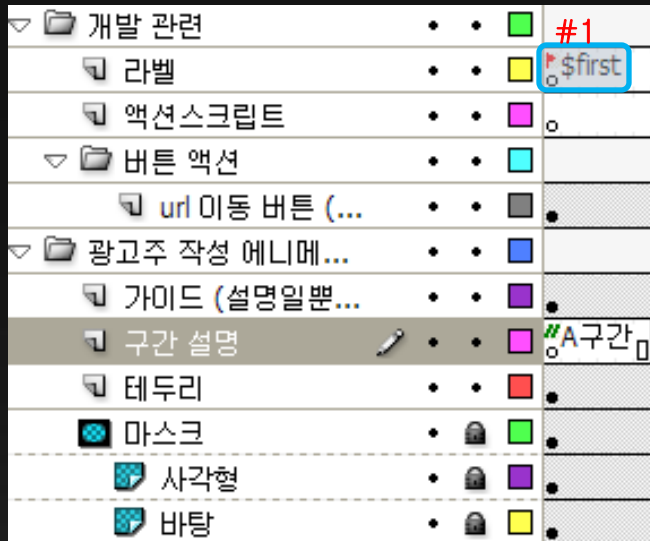 개발 관련
#1
라벨
$first
액션스크립트
버튼 액션
url 이동 버튼 (...
광고주 작성 에니메...
가이드 (설명일뿐...
구간 설명
A구간
테두리
마스크
사각형
바탕